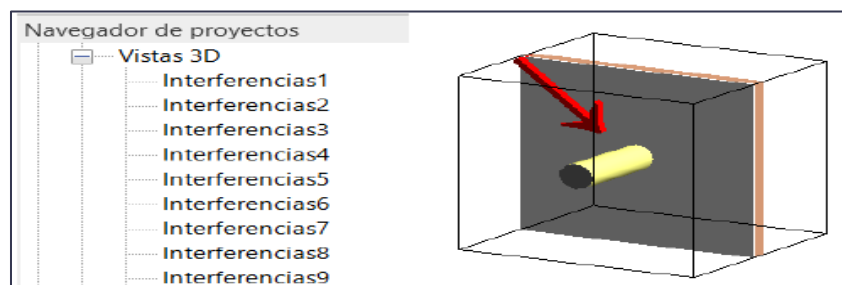 Navegador de proyectos
Vistas 3D
Interferencias1
Interferencias2
Interferencias3
Interferencias4
Interferencias5
Interferencias6
Interferencias7
Interferencias8
Interferencias9